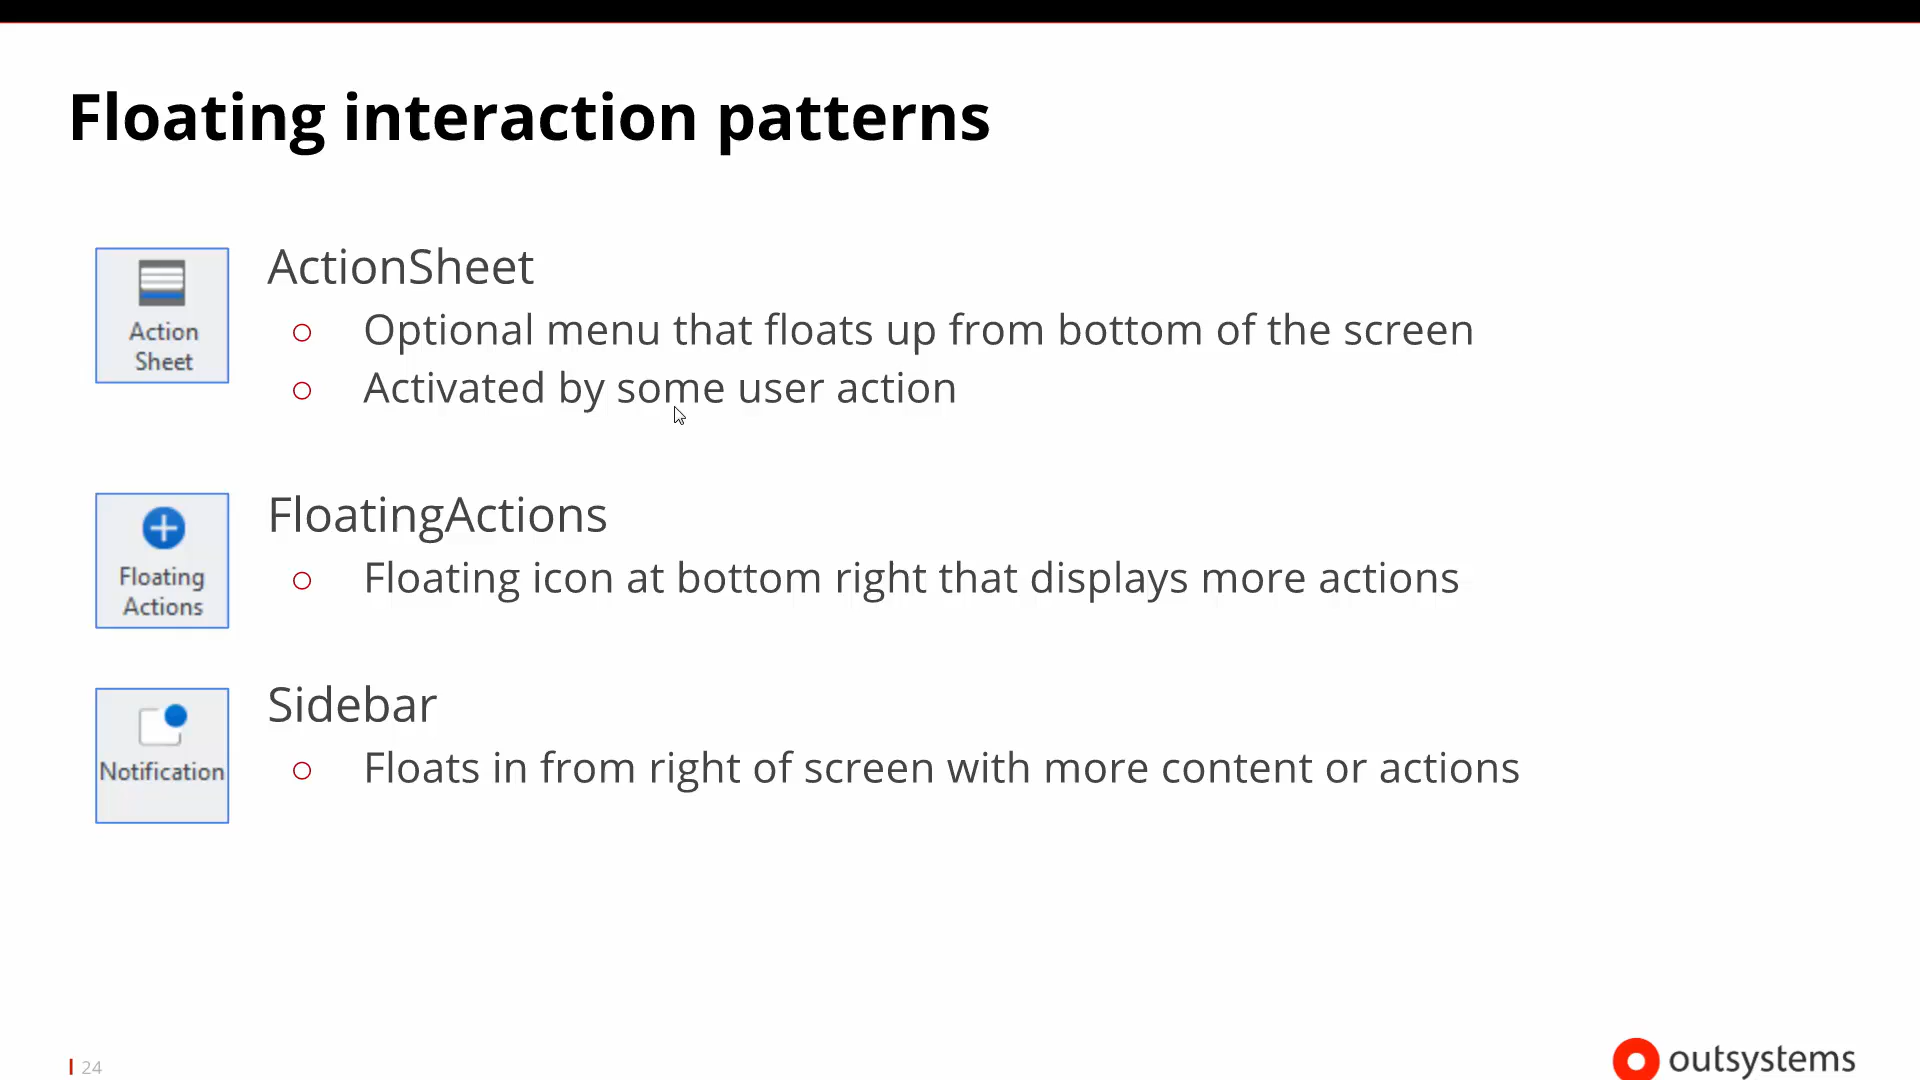 Floating interaction patterns
Action
Sheet
ActionSheet
○ Optional menu that floats up from bottom of the screen
○ Activated by some user action
Floating
Actions
FloatingActions
○ Floating icon at bottom right that displays more actions
Notification
Sidebar
○ Floats in from right of screen with more content or actions
24
outsystems